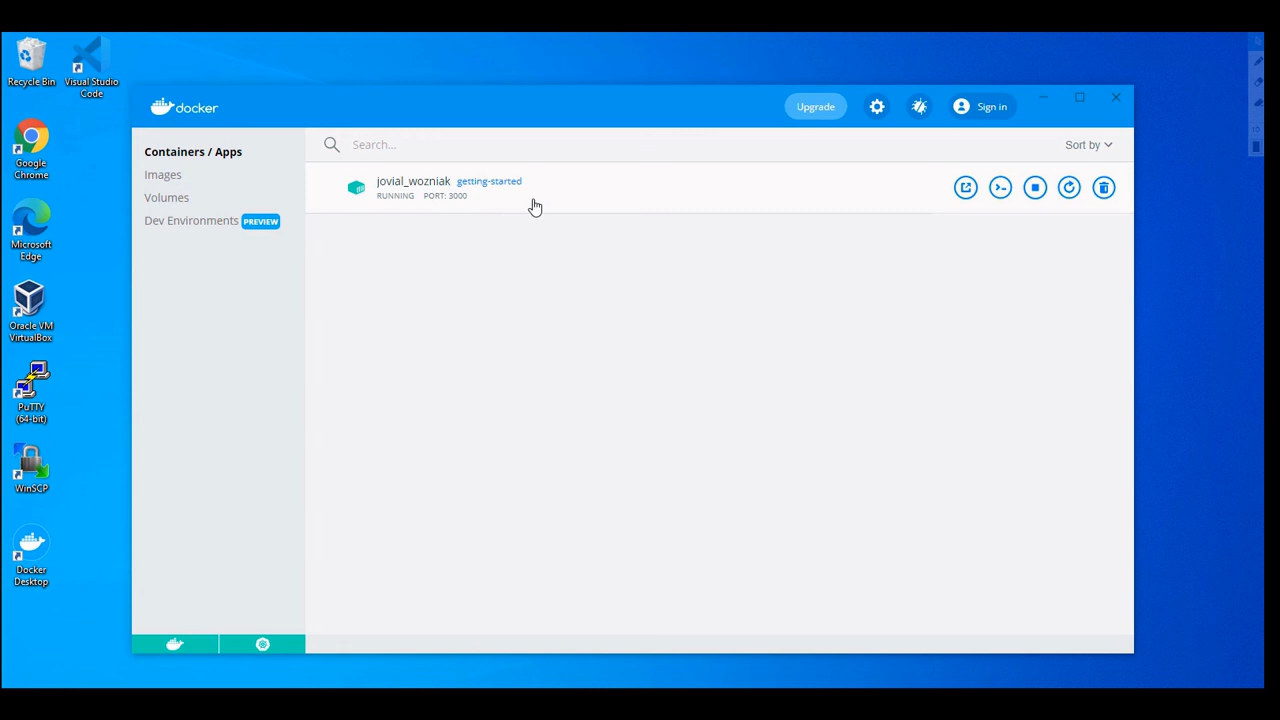 Recycle Bin
Visual Studio
Code
Google
Chrome
Microsoft
Edge
Oracle VM
VirtualBox
PuTTY
(64-bit)
WinSCP
Docker
Desktop
docker
Upgrade
Sign in
Containers / Apps
Images
Volumes
Dev Environments PREVIEW
Search...
Sort by
jovial_wozniak getting-started
RUNNING PORT: 3000
10